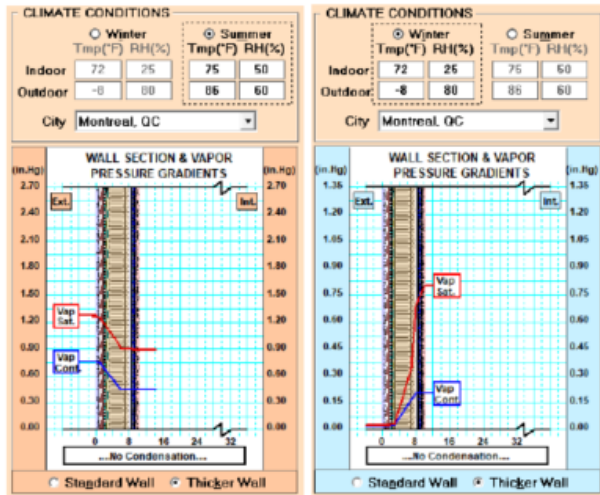 CLIMATE CONDITIONS
Winter Summer
Tmp(°F) RH(%) Tmp(°F) RH(%)
Indoor 72 25 75 50
Outdoor -8 80 86 60
City Montreal, QC
(in.Hg) WALL SECTION & VAPOR (in.Hg)
PRESSURE GRADIENTS
2.70 2.70
Ext. Int.
2.40 2.40
2.10 2.10
1.80 1.80
1.50 1.50
Vap
Sat.
1.20 1.20
0.90 0.90
Vap
Cont.
0.60 0.60
0.30 0.30
0.00 0.00
0 8 16 24 32
....No Condensation....
Standard Wall Thicker Wall
CLIMATE CONDITIONS
Winter Summer
Tmp(°F) RH(%) Tmp(°F) RH(%)
Indoor 72 25 75 50
Outdoor -8 80 86 60
City Montreal, QC
(in.Hg) WALL SECTION & VAPOR (in.Hg)
PRESSURE GRADIENTS
1.35 1.35
Ext. Int.
1.20 1.20
1.05 1.05
0.90 0.90
Vap
Sat.
0.75 0.75
0.60 0.60
0.45 0.45
0.30 0.30
Vap
Cont
0.15 0.15
0.00 0.00
0 8 16 24 32
....No Condensation....
Standard Wall Thicker Wall